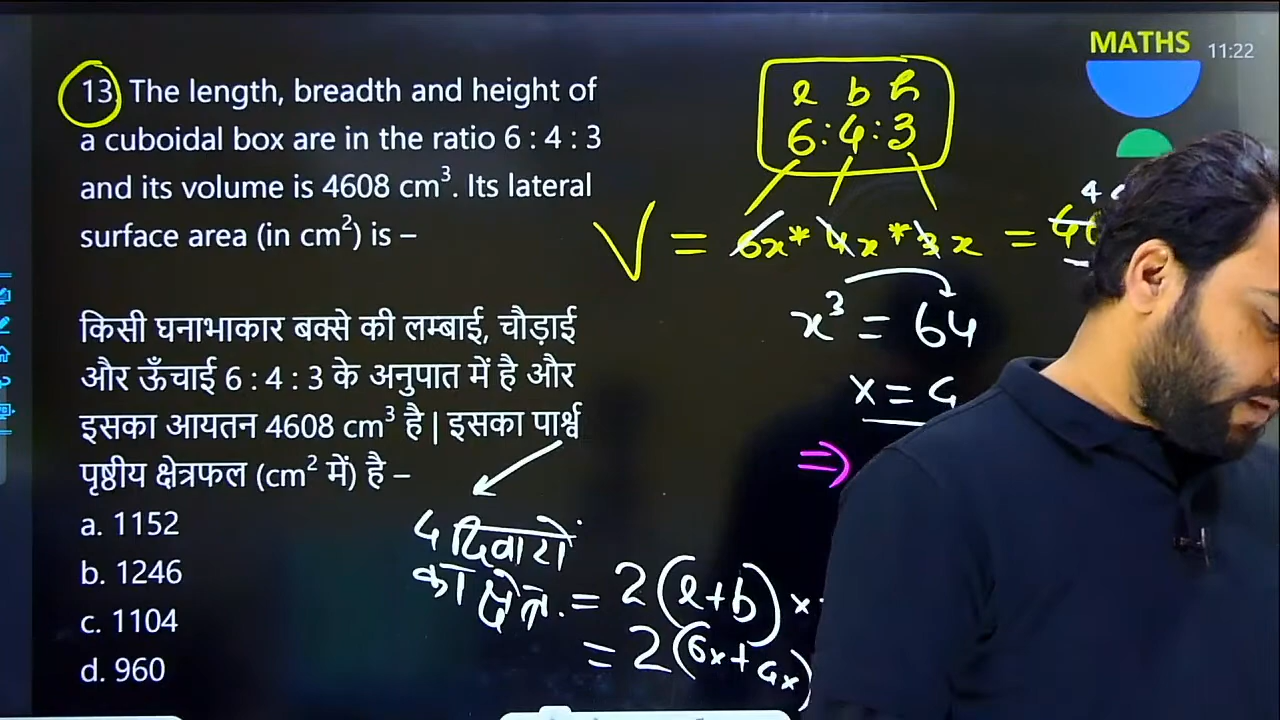 MATHS
11:22
13. The length, breadth and height of
a cuboidal box are in the ratio 6 : 4 : 3
and its volume is 4608 cm³. Its lateral
surface area (in cm²) is –
किसी घनाभाकार बक्से की लम्बाई, चौड़ाई
और ऊँचाई 6 : 4 : 3 के अनुपात में है और
इसका आयतन 4608 cm³ है | इसका पार्श्व
पृष्ठीय क्षेत्रफल (cm² में) है –
a. 1152
b. 1246
c. 1104
d. 960
l b h
6 : 4 : 3
V = 6x * 4x * 3x =
x³ = 64
x = 4
⇒
4 दिवारों
का क्षेत्र. = 2(l+b) ×
= 2(6x+4x)